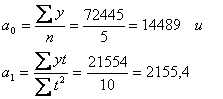 a₀ = ∑y / n = 72445 / 5 = 14489 и
a₁ = ∑yt / ∑t² = 21554 / 10 = 2155,4